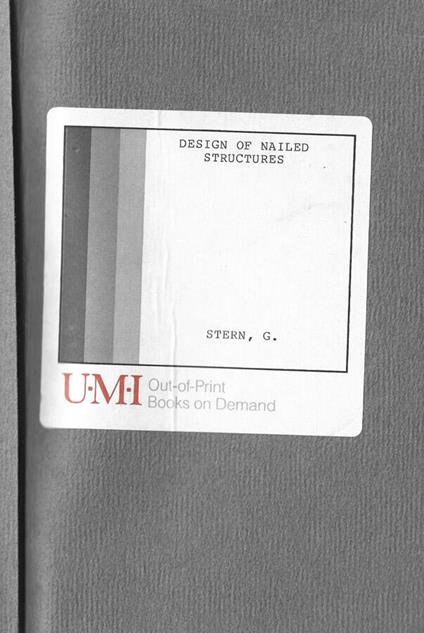 DESIGN OF NAILED
STRUCTURES
STERN, G.
U·M·I
Out-of-Print
Books on Demand